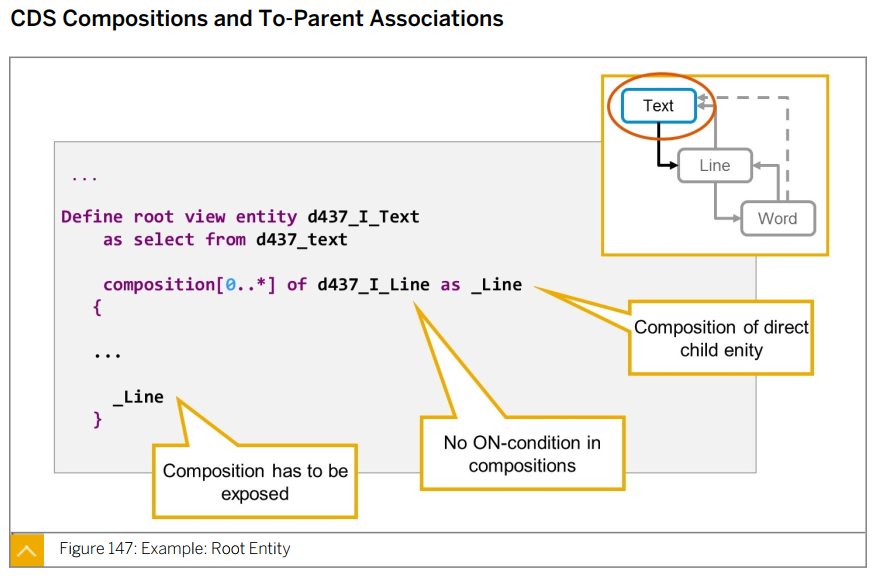 CDS Compositions and To-Parent Associations
Text
Line
Word
...
Define root view entity d437_I_Text
as select from d437_text
composition[0..*] of d437_I_Line as _Line
{
Composition of direct
child enity
...
_Line
}
No ON-condition in
compositions
Composition has to be
exposed
Figure 147: Example: Root Entity